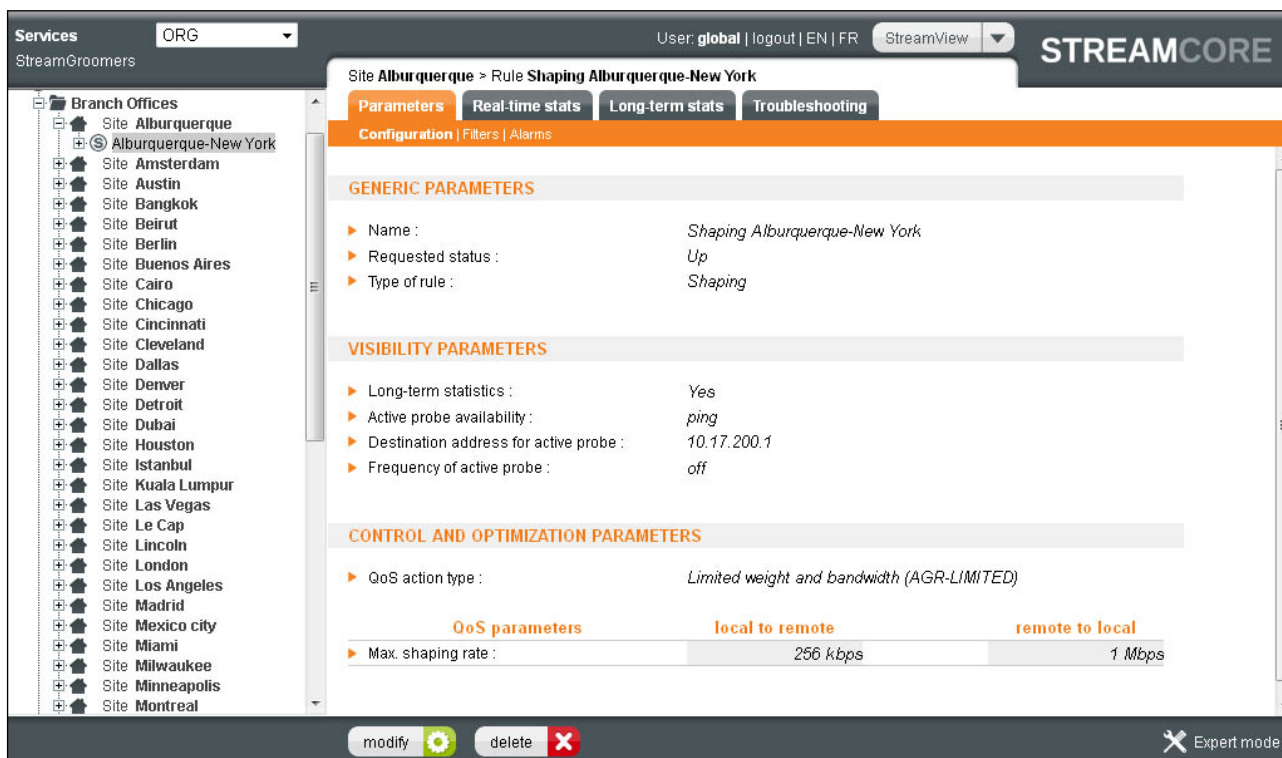 Services ORG User: global | logout | EN | FR StreamView STREAMCORE
StreamGroomers
Site Alburquerque > Rule Shaping Alburquerque-New York
Parameters Real-time stats Long-term stats Troubleshooting
Configuration | Filters | Alarms
Branch Offices
Site Alburquerque
S Alburquerque-New York
Site Amsterdam
Site Austin
Site Bangkok
Site Beirut
Site Berlin
Site Buenos Aires
Site Cairo
Site Chicago
Site Cincinnati
Site Cleveland
Site Dallas
Site Denver
Site Detroit
Site Dubai
Site Houston
Site Istanbul
Site Kuala Lumpur
Site Las Vegas
Site Le Cap
Site Lincoln
Site London
Site Los Angeles
Site Madrid
Site Mexico city
Site Miami
Site Milwaukee
Site Minneapolis
Site Montreal
GENERIC PARAMETERS
Name : Shaping Alburquerque-New York
Requested status : Up
Type of rule : Shaping
VISIBILITY PARAMETERS
Long-term statistics : Yes
Active probe availability : ping
Destination address for active probe : 10.17.200.1
Frequency of active probe : off
CONTROL AND OPTIMIZATION PARAMETERS
QoS action type : Limited weight and bandwidth (AGR-LIMITED)
QoS parameters local to remote remote to local
Max. shaping rate : 256 kbps 1 Mbps
modify delete Expert mode